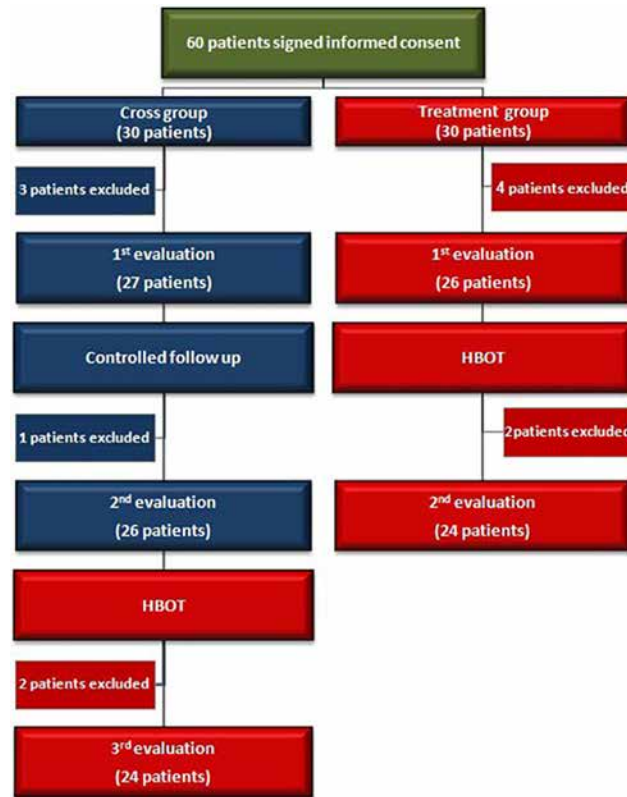 60 patients signed informed consent
Cross group
(30 patients)
Treatment group
(30 patients)
3 patients excluded
4 patients excluded
1st evaluation
(27 patients)
1st evaluation
(26 patients)
Controlled follow up
HBOT
1 patients excluded
2patients excluded
2nd evaluation
(26 patients)
2nd evaluation
(24 patients)
HBOT
2 patients excluded
3rd evaluation
(24 patients)